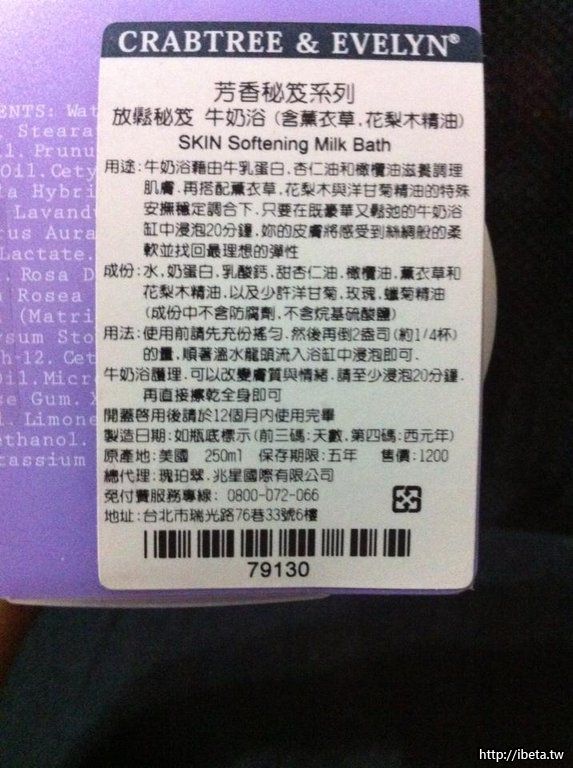 CRABTREE & EVELYN®
芳香秘笈系列
放鬆秘笈 牛奶浴 (含薰衣草.花梨木精油)
SKIN Softening Milk Bath
用途:牛奶浴藉由牛乳蛋白.杏仁油和橄欖油滋養調理
肌膚.再搭配薰衣草.花梨木與洋甘菊精油的特殊
安撫穩定調合下.只要在既豪華又鬆弛的牛奶浴
缸中浸泡20分鐘.妳的皮膚將感受到絲綢般的柔
軟並找回最理想的彈性
成份:水.奶蛋白.乳酸鈣.甜杏仁油.橄欖油.薰衣草和
花梨木精油.以及少許洋甘菊.玫瑰.蠟菊精油
(成份中不含防腐劑.不含烷基硫酸鹽)
用法:使用前請先充份搖勻.然後再倒2盎司(約1/4杯)
的量.順著溫水龍頭流入浴缸中浸泡即可.
牛奶浴護理.可以改變膚質與情緒.請至少浸泡20分鐘.
再直接擦乾全身即可
開蓋啓用後請於12個月內使用完畢
製造日期:如瓶底標示(前三碼:天數.第四碼:西元年)
原產地:美國 250ml 保存期限:五年 售價:1200
總代理:瑰珀翠.兆星國際有限公司
免付費服務專線: 0800-072-066
地址:台北市瑞光路76巷33號6樓
79130
ENTS: Wat
Steara
l. Prunu
Oil.Cety
la Hybri
Lavandu
rus Aura
Lactate.
. Rosa D
Rosea
(Matri
ysum Sto
h-12. Cet
Oil.Micro
se Gum. X
l. Limone
ethanol.
tassium
http://ibeta.tw